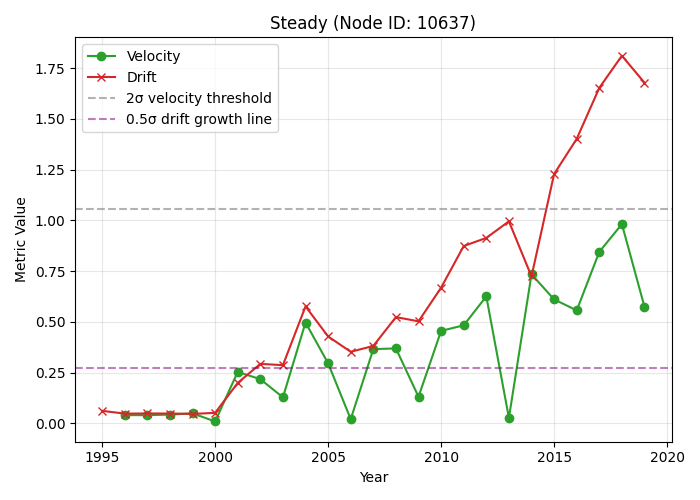 Steady (Node ID: 10637)
Velocity
Drift
2σ velocity threshold
0.5σ drift growth line
Metric Value
1.75
1.50
1.25
1.00
0.75
0.50
0.25
0.00
1995 2000 2005 2010 2015 2020
Year